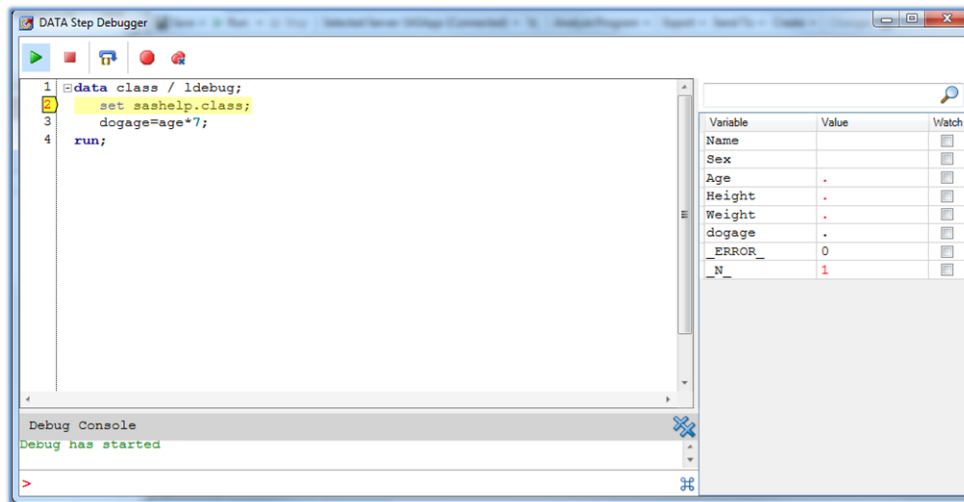 DATA Step Debugger
1 data class / ldebug;
2 set sashelp.class;
3 dogage=age*7;
4 run;
Variable Value Watch
Name
Sex
Age .
Height .
Weight .
dogage .
_ERROR_ 0
_N_ 1
Debug Console
Debug has started
>